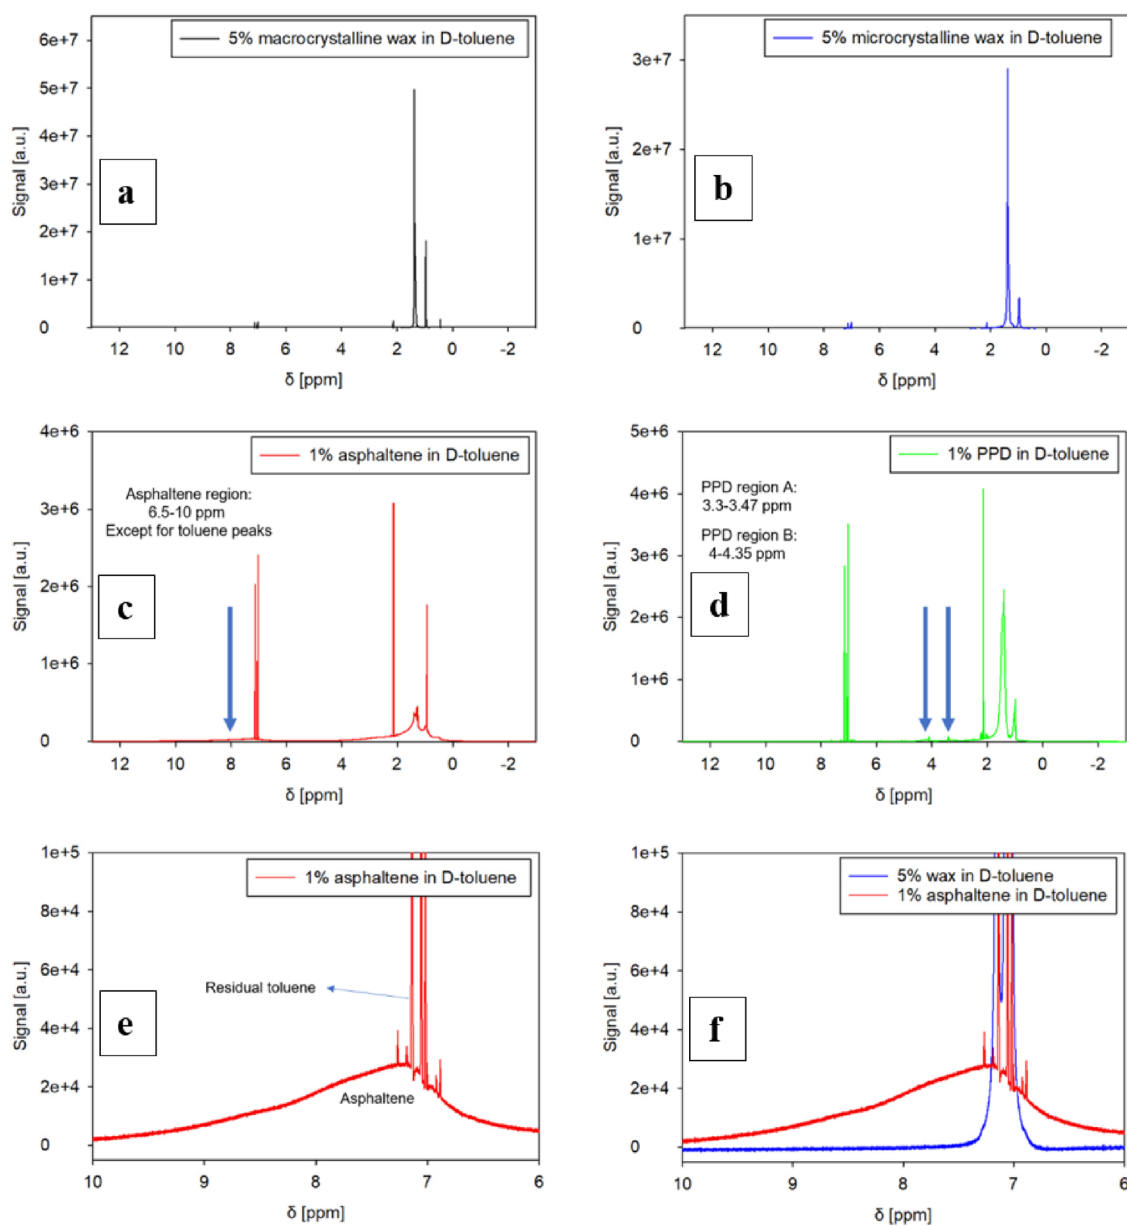 5% macrocrystalline wax in D-toluene
6e+7
5e+7
4e+7
3e+7
2e+7
1e+7
0
Signal [a.u.]
a
12 10 8 6 4 2 0 -2
δ [ppm]
5% microcrystalline wax in D-toluene
3e+7
2e+7
1e+7
0
Signal [a.u.]
b
12 10 8 6 4 2 0 -2
δ [ppm]
1% asphaltene in D-toluene
4e+6
3e+6
2e+6
1e+6
0
Signal [a.u.]
Asphaltene region:
6.5-10 ppm
Except for toluene peaks
c
12 10 8 6 4 2 0 -2
δ [ppm]
1% PPD in D-toluene
5e+6
4e+6
3e+6
2e+6
1e+6
0
Signal [a.u.]
PPD region A:
3.3-3.47 ppm
PPD region B:
4-4.35 ppm
d
12 10 8 6 4 2 0 -2
δ [ppm]
1% asphaltene in D-toluene
1e+5
8e+4
6e+4
4e+4
2e+4
0
Signal [a.u.]
Residual toluene
e
Asphaltene
10 9 8 7 6
δ [ppm]
5% wax in D-toluene
1% asphaltene in D-toluene
1e+5
8e+4
6e+4
4e+4
2e+4
0
Signal [a.u.]
f
10 9 8 7 6
δ [ppm]